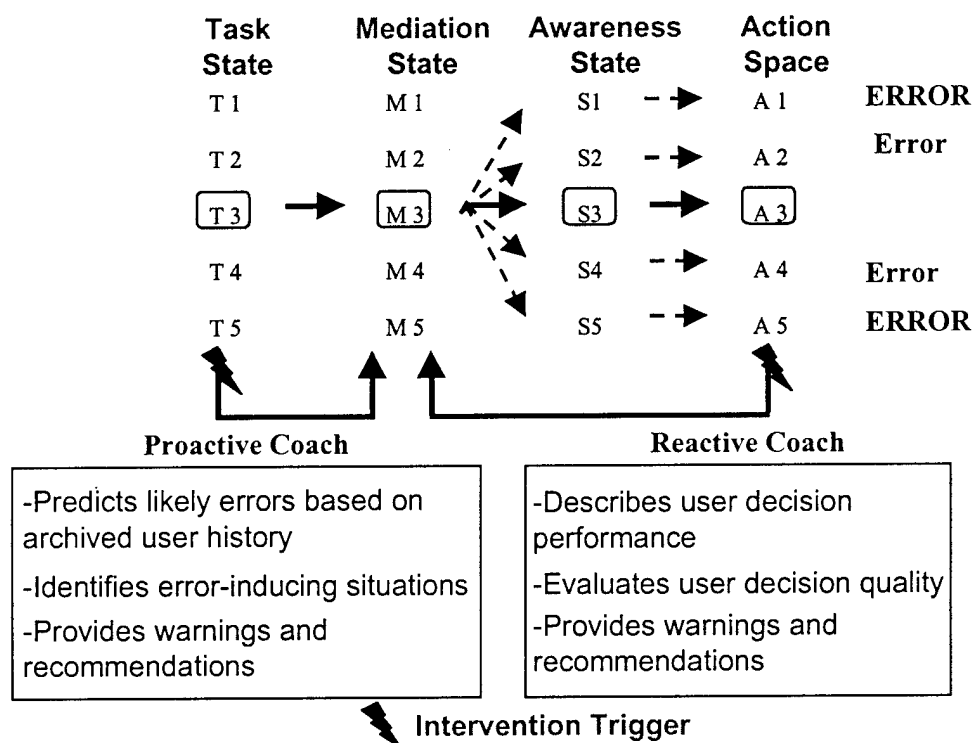 Task Mediation Awareness Action
State State State Space
T 1 M 1 S1 A 1 ERROR
T 2 M 2 S2 A 2 Error
T 3 M 3 S3 A 3
T 4 M 4 S4 A 4 Error
T 5 M 5 S5 A 5 ERROR
Proactive Coach
-Predicts likely errors based on
archived user history
-Identifies error-inducing situations
-Provides warnings and
recommendations
Reactive Coach
-Describes user decision
performance
-Evaluates user decision quality
-Provides warnings and
recommendations
Intervention Trigger